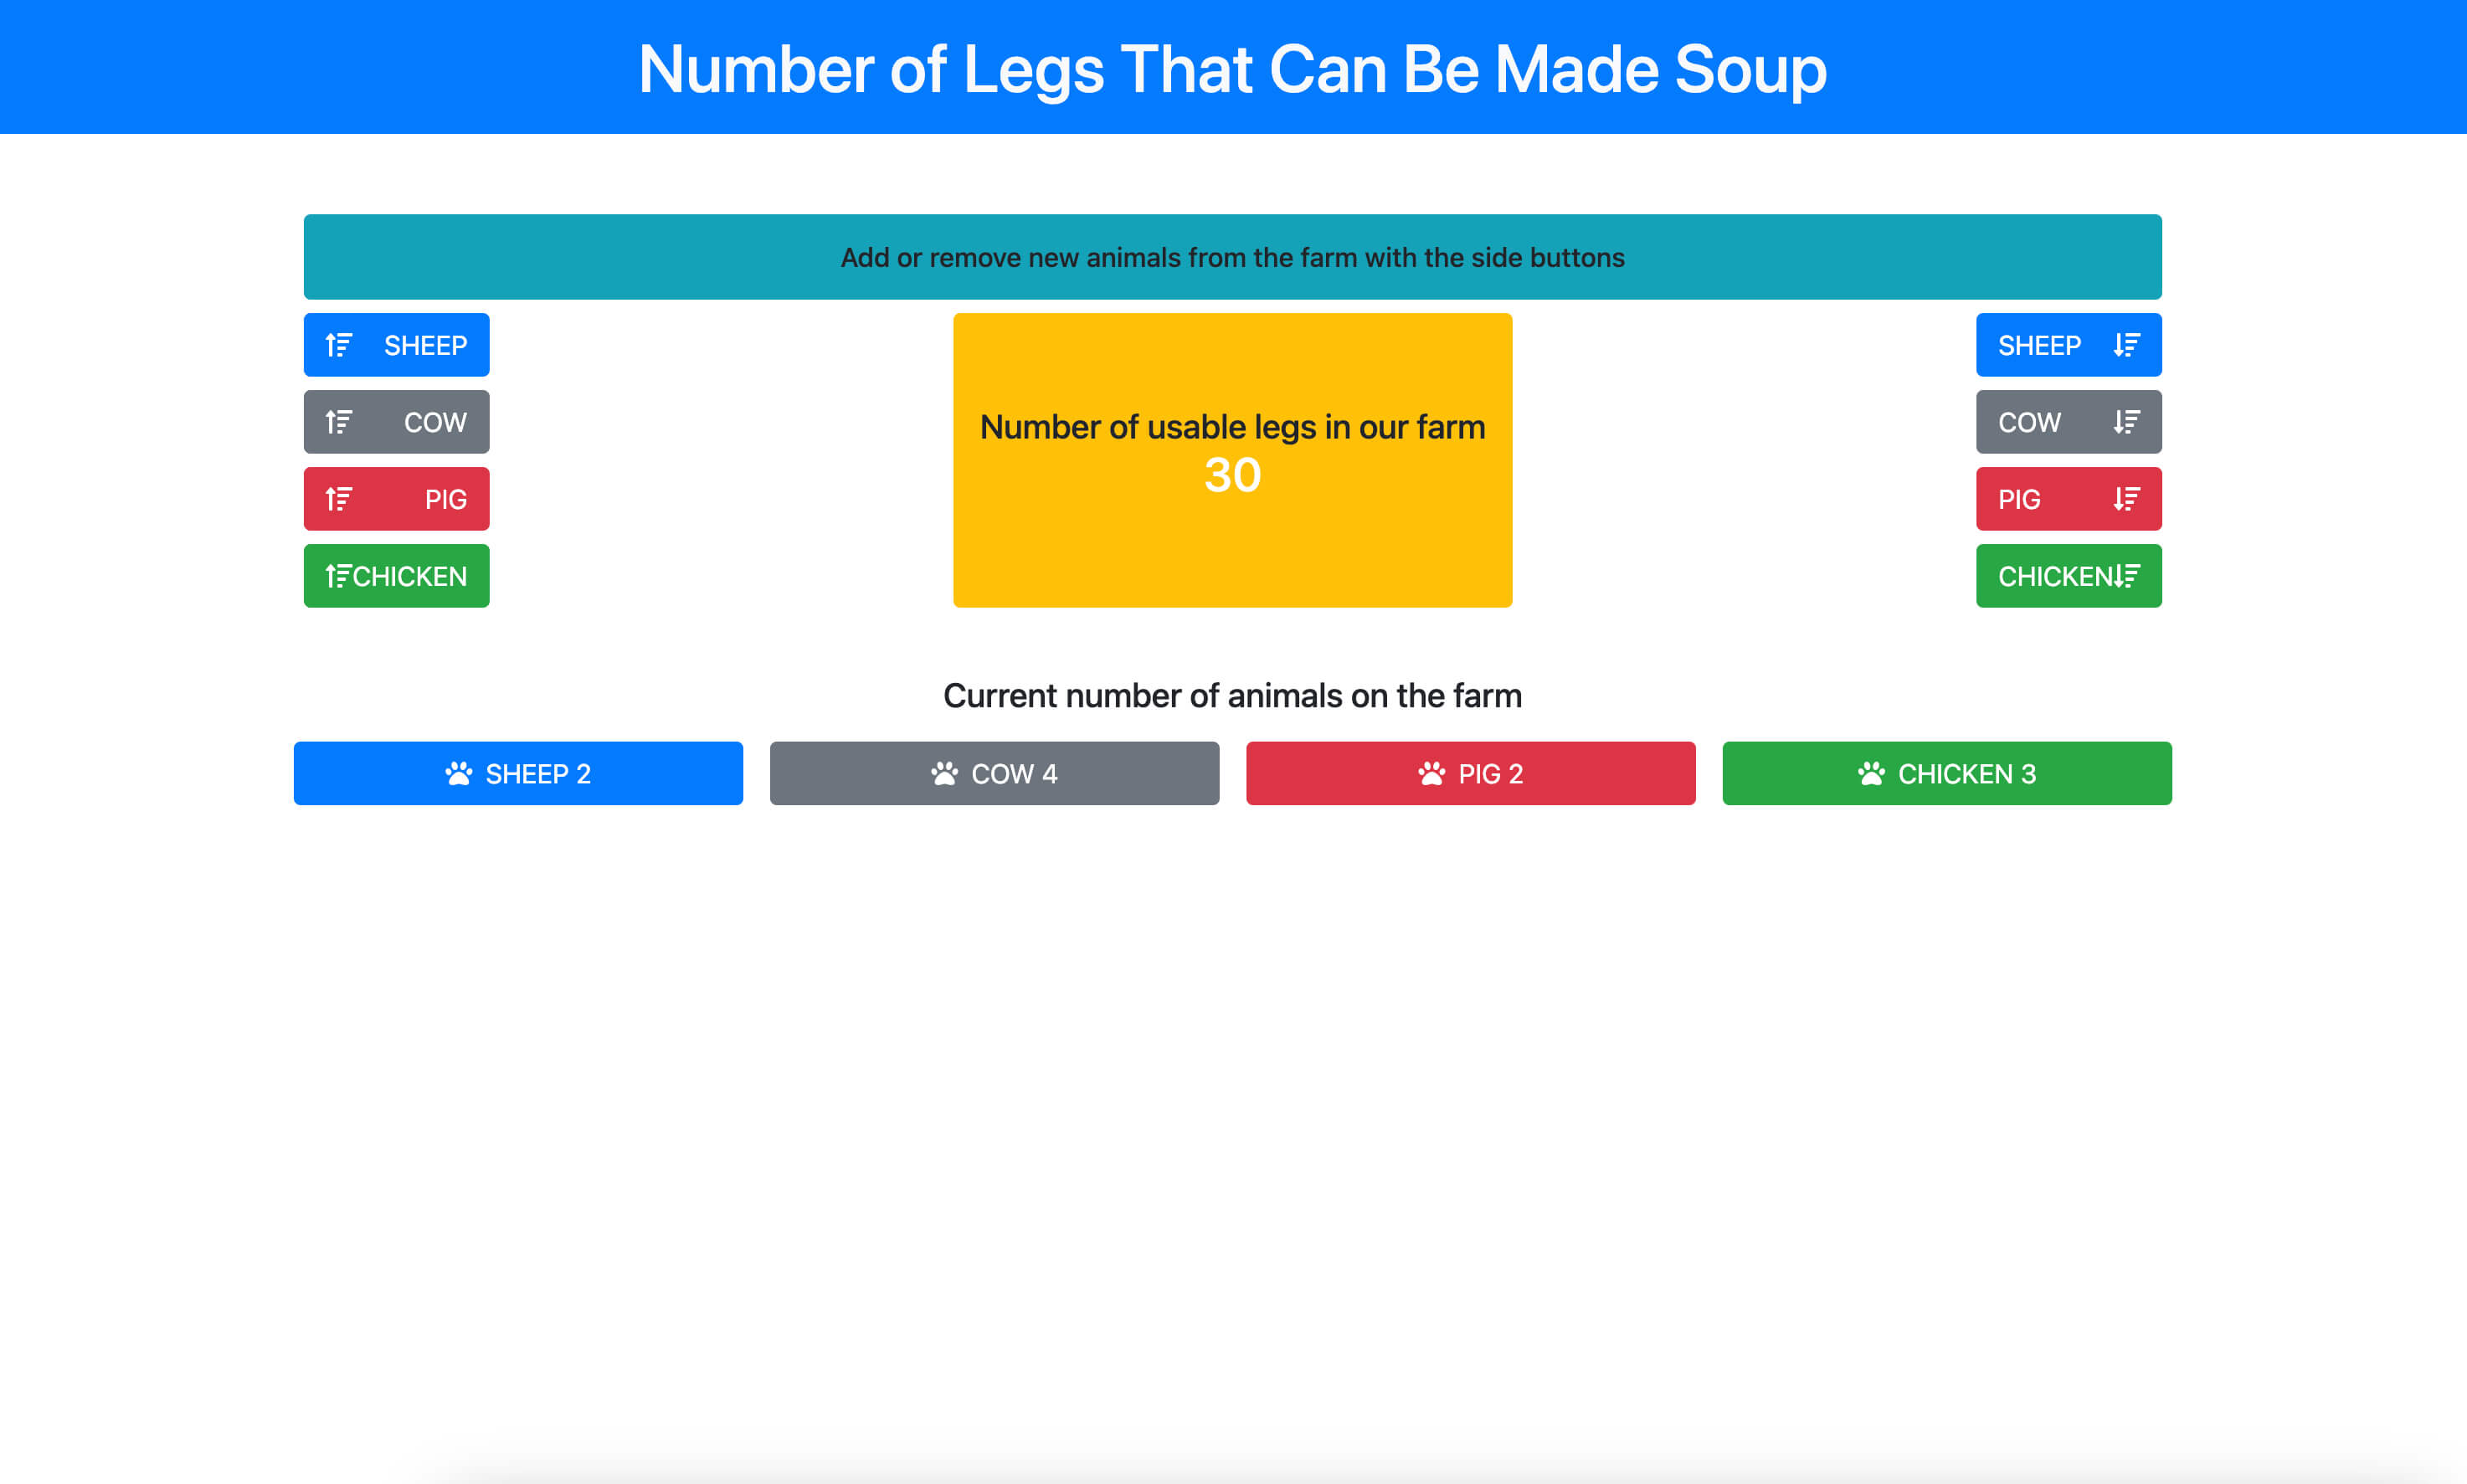 Number of Legs That Can Be Made Soup
Add or remove new animals from the farm with the side buttons
SHEEP
COW
PIG
CHICKEN
Number of usable legs in our farm
30
SHEEP
COW
PIG
CHICKEN
Current number of animals on the farm
SHEEP 2
COW 4
PIG 2
CHICKEN 3